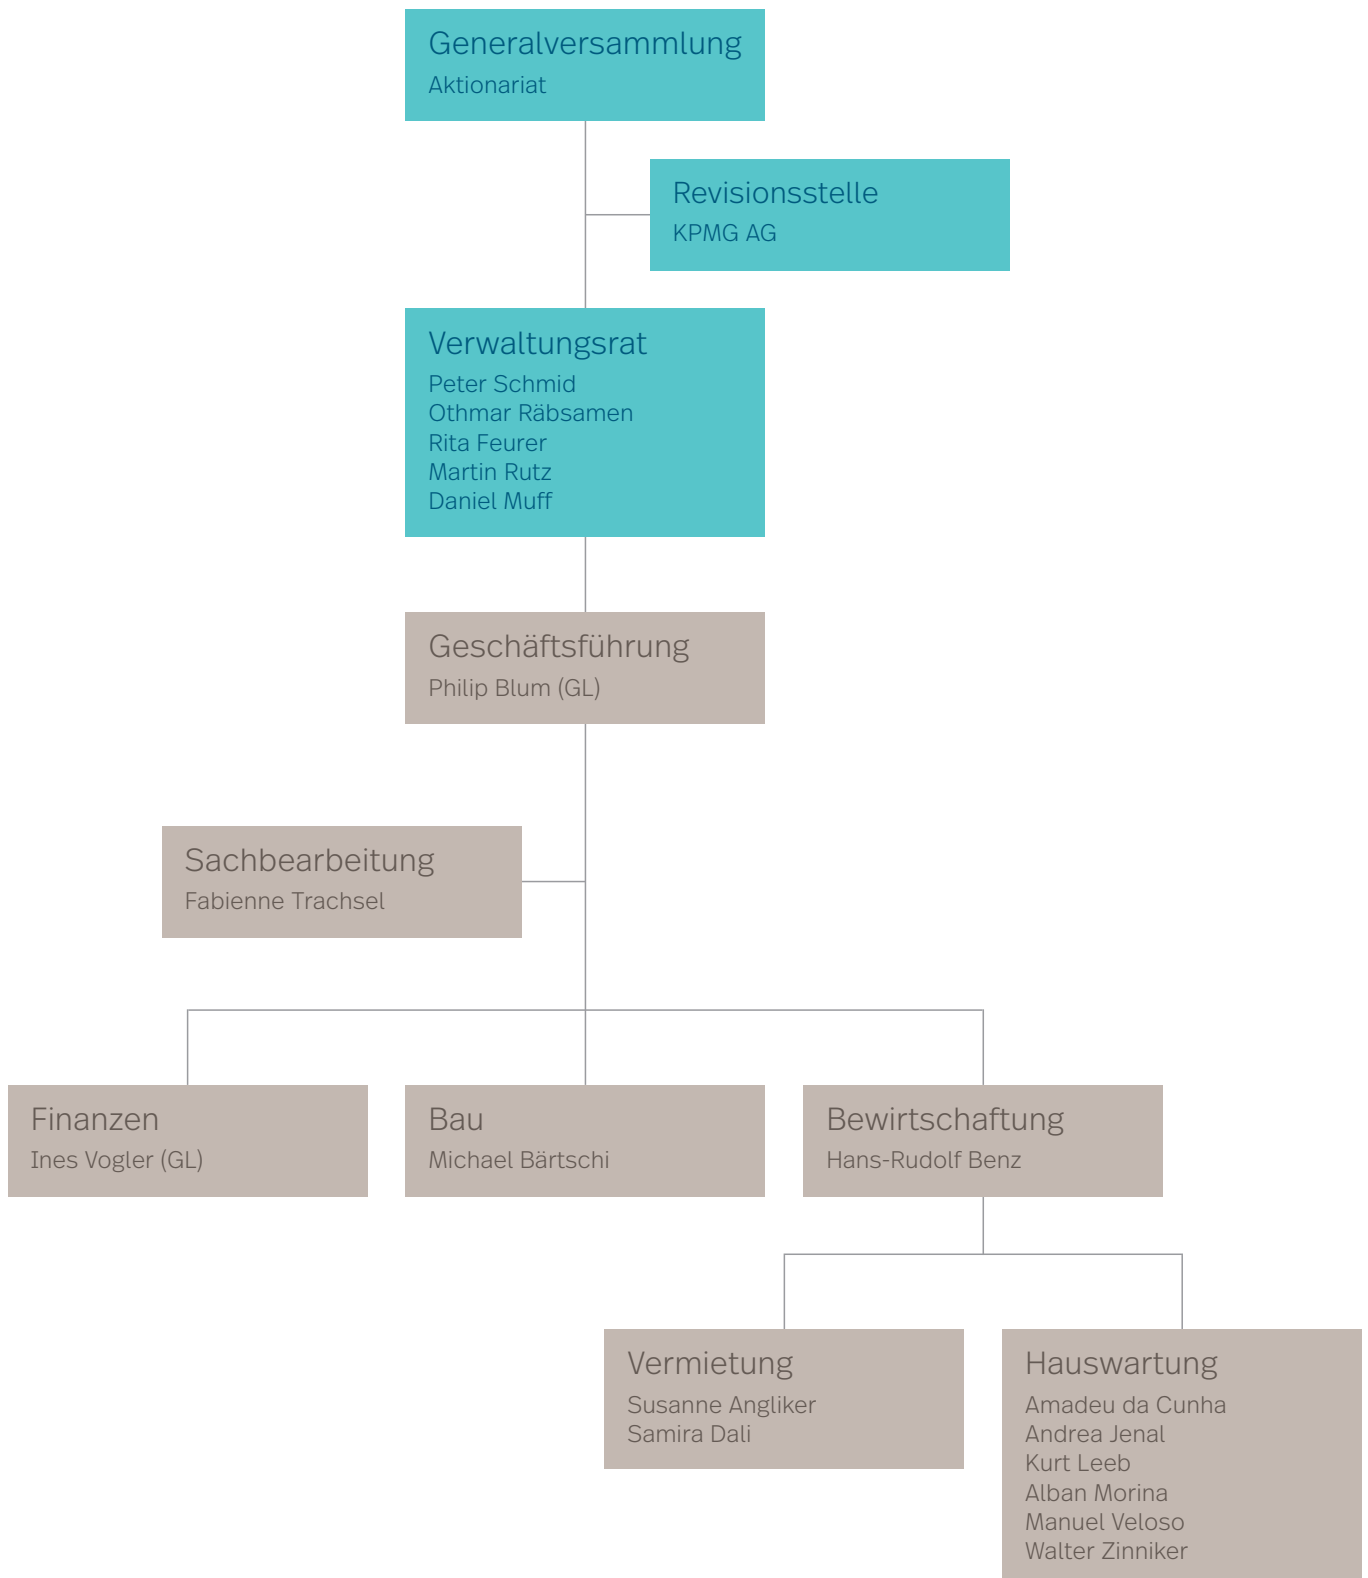 Generalversammlung
Aktionariat
Revisionsstelle
KPMG AG
Verwaltungsrat
Peter Schmid
Othmar Räbsamen
Rita Feurer
Martin Rutz
Daniel Muff
Geschäftsführung
Philip Blum (GL)
Sachbearbeitung
Fabienne Trachsel
Finanzen
Ines Vogler (GL)
Bau
Michael Bärtschi
Bewirtschaftung
Hans-Rudolf Benz
Vermietung
Susanne Angliker
Samira Dali
Hauswartung
Amadeu da Cunha
Andrea Jenal
Kurt Leeb
Alban Morina
Manuel Veloso
Walter Zinniker